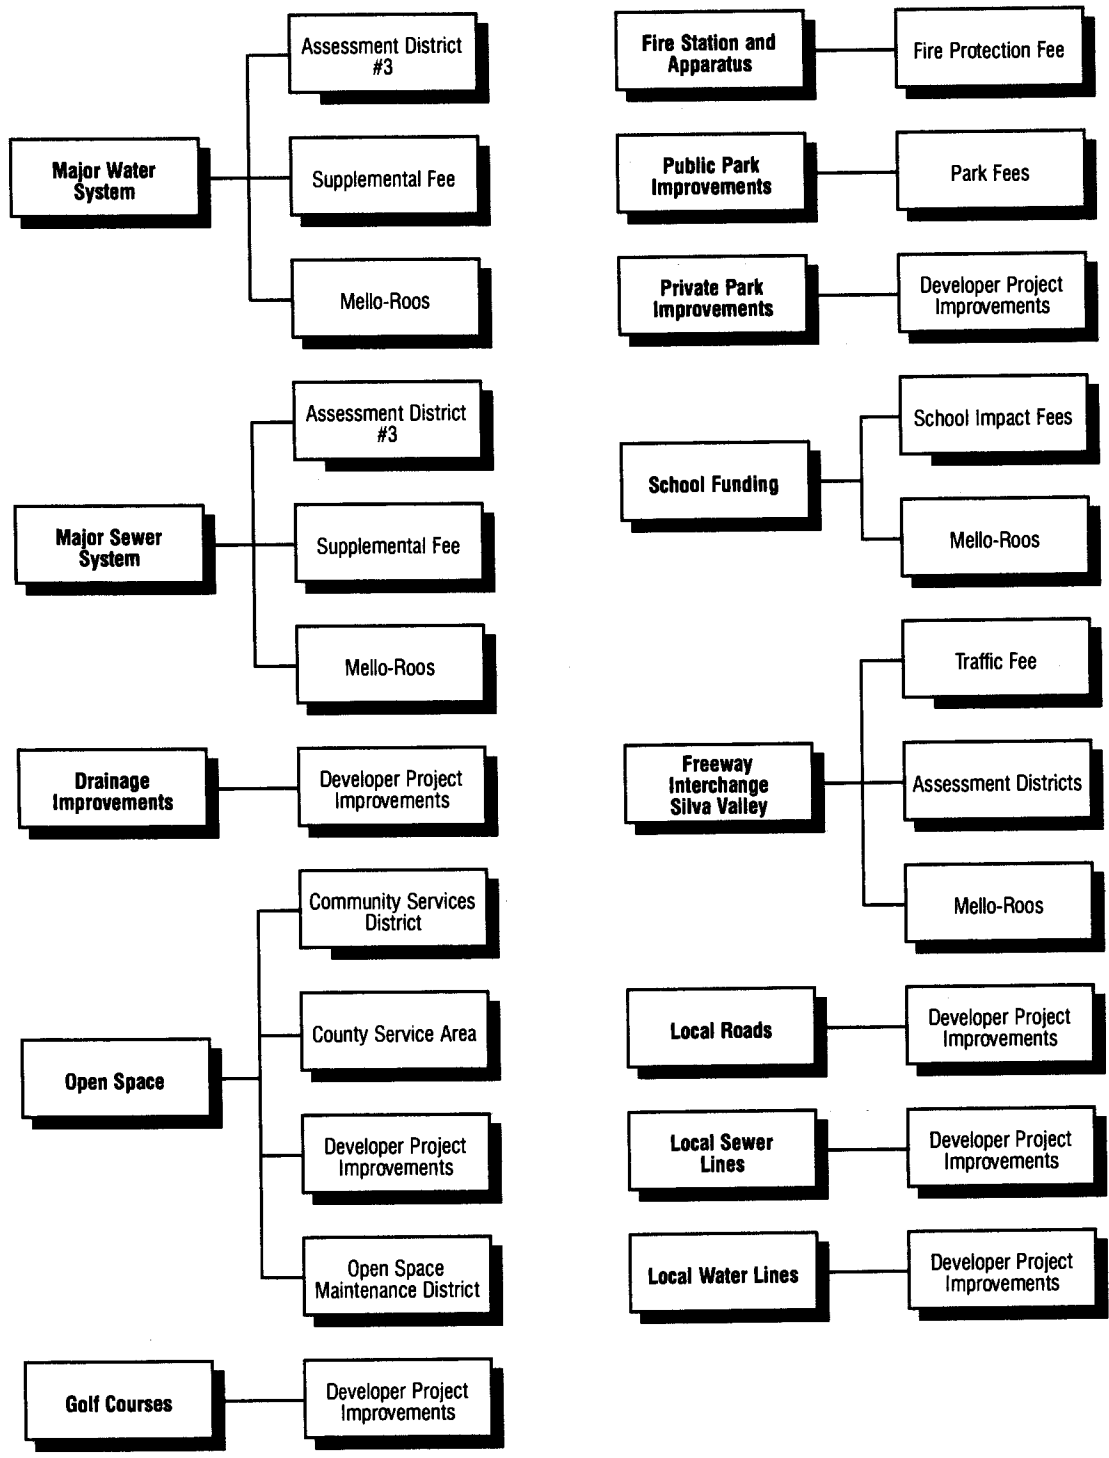 Assessment District
#3
Major Water
System
Supplemental Fee
Mello-Roos
Assessment District
#3
Major Sewer
System
Supplemental Fee
Mello-Roos
Drainage
Improvements
Developer Project
Improvements
Community Services
District
County Service Area
Open Space
Developer Project
Improvements
Open Space
Maintenance District
Golf Courses
Developer Project
Improvements
Fire Station and
Apparatus
Fire Protection Fee
Public Park
Improvements
Park Fees
Private Park
Improvements
Developer Project
Improvements
School Impact Fees
School Funding
Mello-Roos
Traffic Fee
Freeway
Interchange
Silva Valley
Assessment Districts
Mello-Roos
Local Roads
Developer Project
Improvements
Local Sewer
Lines
Developer Project
Improvements
Local Water Lines
Developer Project
Improvements